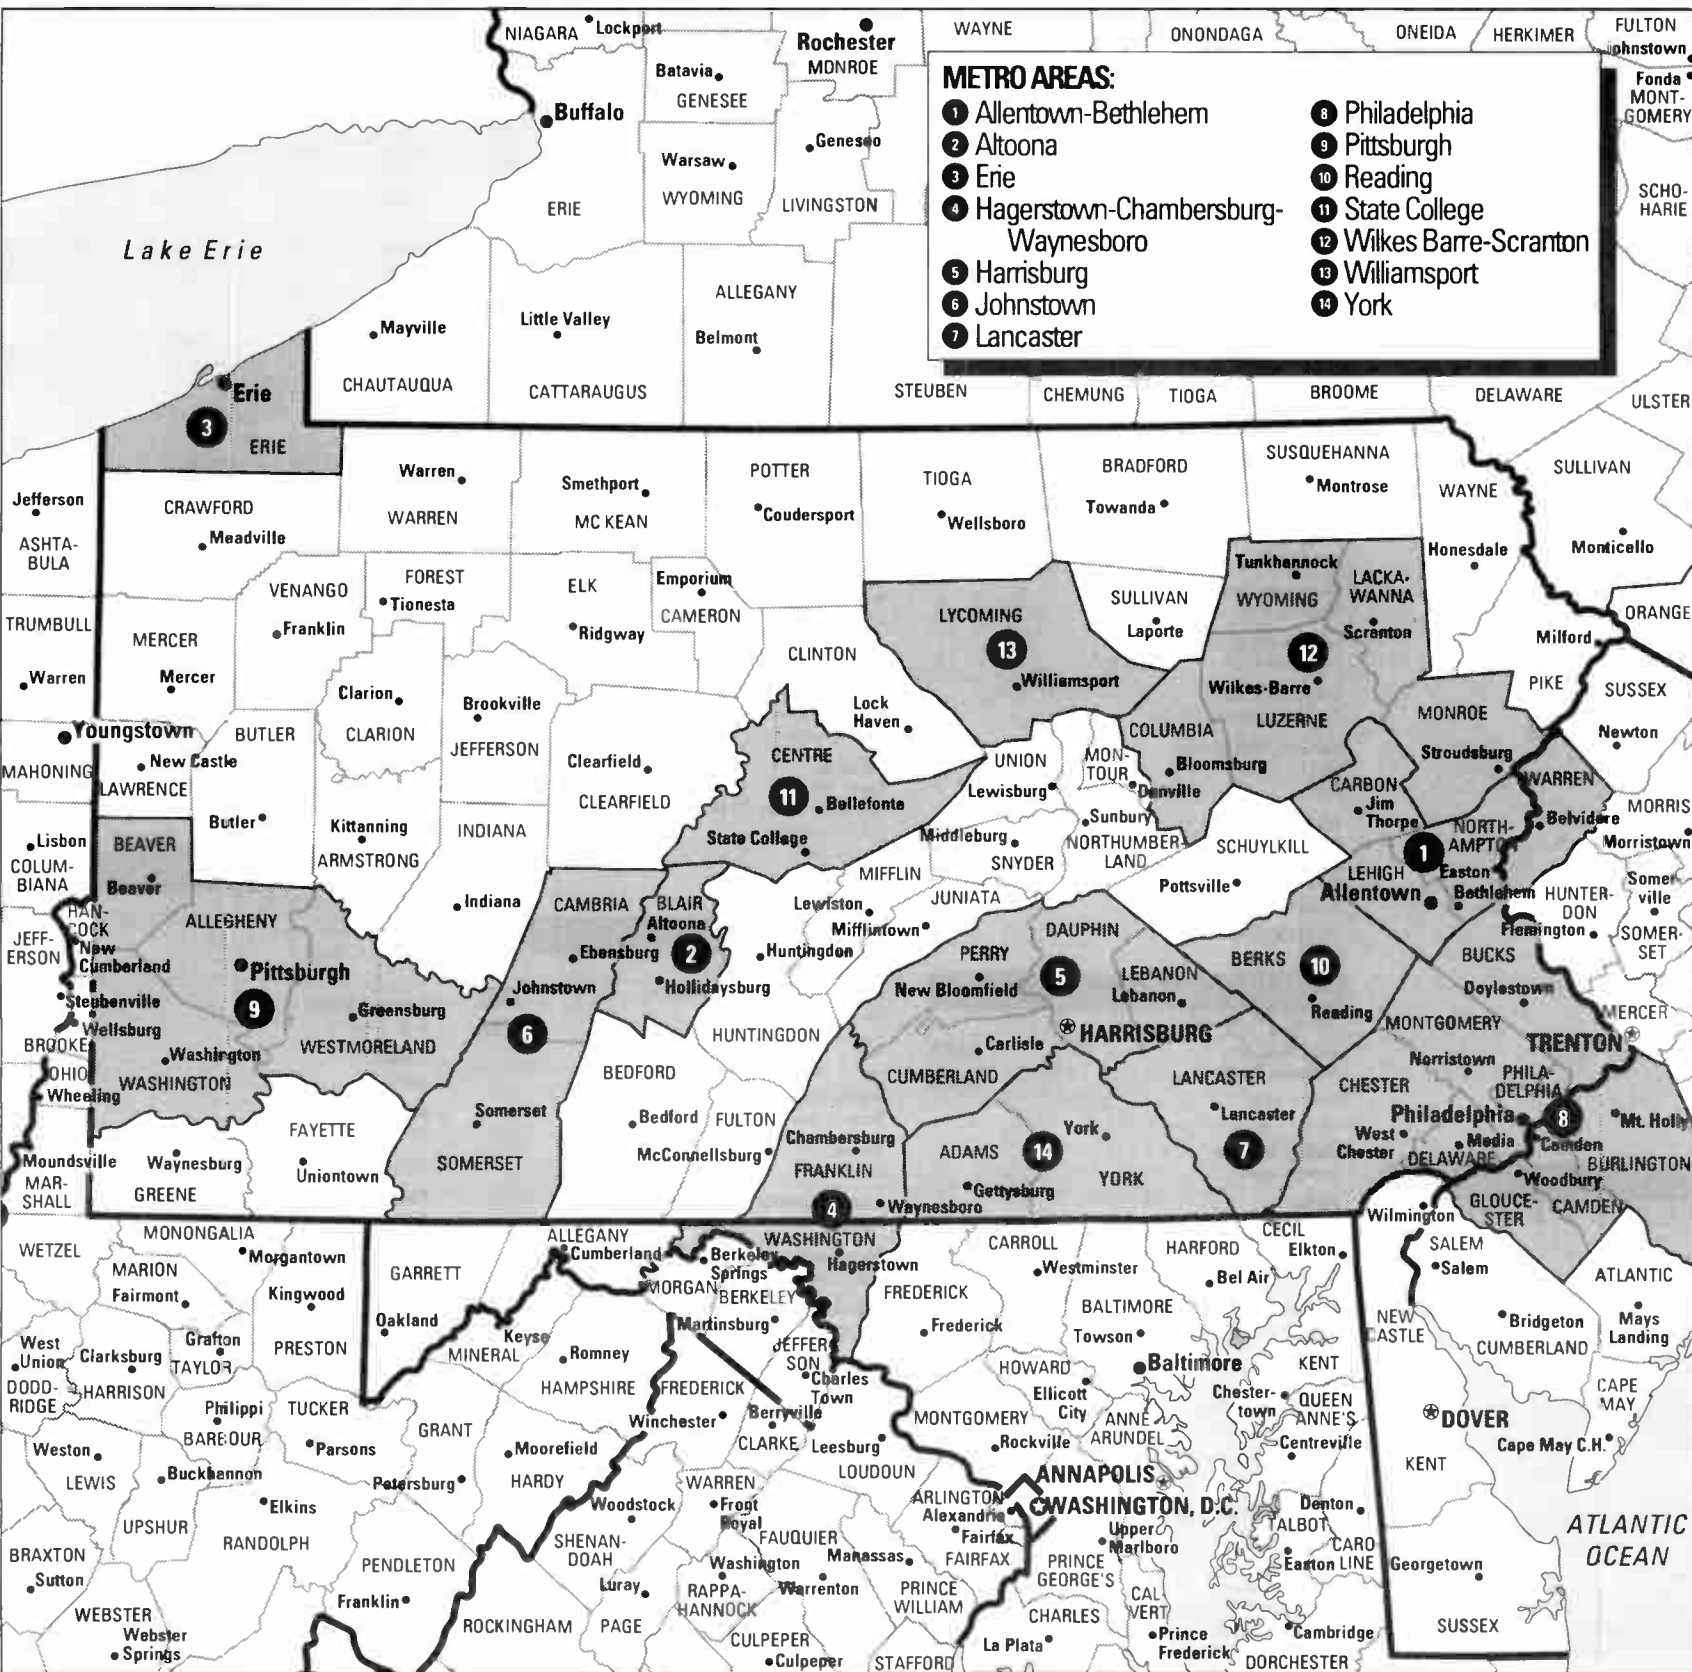 NIAGARA
Lockport
Rochester
MONROE
WAYNE
ONONDAGA
ONEIDA
HERKIMER
FULTON
ohnstown
Fonda
MONT-
GOMERY
Batavia
GENESEE
Buffalo
Geneseo
Warsaw
WYOMING
LIVINGSTON
ERIE
SCHO-
HARIE
METRO AREAS:
1 Allentown-Bethlehem
2 Altoona
3 Erie
4 Hagerstown-Chambersburg-
Waynesboro
5 Harrisburg
6 Johnstown
7 Lancaster
8 Philadelphia
9 Pittsburgh
10 Reading
11 State College
12 Wilkes Barre-Scranton
13 Williamsport
14 York
Lake Erie
ALLEGANY
Mayville
Little Valley
Belmont
CHAUTAUQUA
CATTARAUGUS
STEUBEN
CHEMUNG
TIOGA
BROOME
DELAWARE
ULSTER
Erie
3
ERIE
Jefferson
ASHTA-
BULA
CRAWFORD
Meadville
Warren
WARREN
Smethport
MC KEAN
POTTER
Coudersport
TIOGA
Wellsboro
BRADFORD
Towanda
SUSQUEHANNA
Montrose
WAYNE
Honesdale
SULLIVAN
Monticello
VENANGO
Franklin
FOREST
Tionesta
ELK
Ridgway
Emporium
CAMERON
TRUMBULL
Warren
MERCER
Mercer
Clarion
CLARION
Brookville
JEFFERSON
CLINTON
Lock
Haven
LYCOMING
13
Williamsport
SULLIVAN
Laporte
Tunkhannock
WYOMING
LACKA-
WANNA
Scranton
12
Wilkes-Barre
LUZERNE
ORANGE
Milford
PIKE
SUSSEX
Newton
Youngstown
MAHONING
New Castle
LAWRENCE
BUTLER
Butler
Clearfield
CLEARFIELD
CENTRE
11
Bellefonte
State College
UNION
Lewisburg
MON-
TOUR
Danville
COLUMBIA
Bloomsburg
MONROE
Stroudsburg
CARBON
Jim
Thorpe
WARREN
Belvidere
MORRIS
Morristown
Lisbon
COLUM-
BIANA
BEAVER
Beaver
Kittanning
ARMSTRONG
INDIANA
Indiana
Middleburg
SNYDER
Sunbury
NORTHUMBER-
LAND
SCHUYLKILL
Pottsville
1
NORTH-
AMPTON
LEHIGH
Easton
Allentown
Bethlehem
HUNTER-
DON
Flemington
Somer-
ville
SOMER-
SET
HAN-
COCK
New
Cumberland
JEFF-
ERSON
Steubenville
Wellsburg
BROOKE
OHIO
Wheeling
ALLEGHENY
Pittsburgh
9
Greensburg
WESTMORELAND
Washington
WASHINGTON
CAMBRIA
Ebensburg
Johnstown
6
BLAIR
Altoona
2
Hollidaysburg
MIFFLIN
Lewiston
JUNIATA
Mifflintown
Huntingdon
HUNTINGDON
PERRY
New Bloomfield
DAUPHIN
5
LEBANON
Lebanon
HARRISBURG
Carlisle
CUMBERLAND
BERKS
10
Reading
BUCKS
Doylestown
MONTGOMERY
Norristown
MERCER
TRENTON
PHILA-
DELPHIA
CHESTER
Philadelphia
8
West
Chester
Media
DELAWARE
Camden
Mt. Holly
BURLINGTON
Woodbury
GLOUCE-
STER
CAMDEN
Moundsville
MAR-
SHALL
Waynesburg
GREENE
FAYETTE
Uniontown
Somerset
SOMERSET
BEDFORD
Bedford
FULTON
McConnellsburg
Chambersburg
FRANKLIN
4
Waynesboro
ADAMS
Gettysburg
14
York
YORK
LANCASTER
Lancaster
7
Wilmington
WETZEL
MONONGALIA
Morgantown
MARION
Fairmont
Kingwood
PRESTON
GARRETT
Oakland
ALLEGANY
Cumberland
Berkeley
Springs
MORGAN
BERKELEY
Martinsburg
WASHINGTON
Hagerstown
FREDERICK
Frederick
CARROLL
Westminster
BALTIMORE
Towson
HARFORD
Bel Air
CECIL
Elkton
SALEM
Salem
NEW
CASTLE
Bridgeton
CUMBERLAND
ATLANTIC
Mays
Landing
CAPE
MAY
Cape May C.H.
West
Union
DODD-
RIDGE
Clarksburg
HARRISON
Grafton
TAYLOR
Philippi
BARBOUR
TUCKER
Parsons
GRANT
Petersburg
Keyse
MINERAL
Romney
HAMPSHIRE
Moorefield
HARDY
FREDERICK
Winchester
JEFFER
SON
Charles
Town
Berryville
CLARKE
Leesburg
LOUDOUN
HOWARD
Ellicott
City
Baltimore
MONTGOMERY
Rockville
ANNE
ARUNDEL
ANNAPOLIS
WASHINGTON, D.C.
KENT
Chester-
town
QUEEN
ANNE'S
Centreville
DOVER
KENT
Weston
LEWIS
Buckhannon
UPSHUR
Elkins
RANDOLPH
PENDLETON
Franklin
Woodstock
SHENAN-
DOAH
Luray
PAGE
WARREN
Front
Royal
FAUQUIER
Washington
RAPPA-
HANNOCK
Warrenton
Manassas
PRINCE
WILLIAM
ARLINGTON
Alexandria
Fairfax
FAIRFAX
Upper
Marlboro
PRINCE
GEORGE'S
CAL
VERT
CHARLES
La Plata
Prince
Frederick
Denton
TALBOT
CARO
LINE
Easton
Cambridge
DORCHESTER
Georgetown
SUSSEX
ATLANTIC
OCEAN
BRAXTON
Sutton
WEBSTER
Webster
Springs
ROCKINGHAM
CULPEPER
Culpeper
STAFFORD